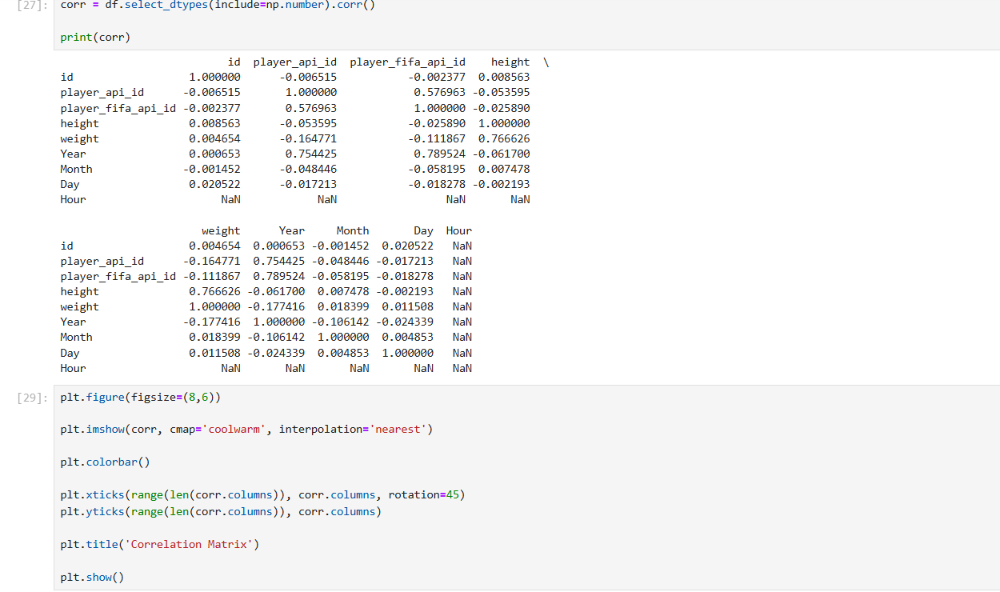 [27]: corr = df.select_dtypes(include=np.number).corr()
print(corr)
id player_api_id player_fifa_api_id height \
id 1.000000 -0.006515 -0.002377 0.008563
player_api_id -0.006515 1.000000 0.576963 -0.053595
player_fifa_api_id -0.002377 0.576963 1.000000 -0.025890
height 0.008563 -0.053595 -0.025890 1.000000
weight 0.004654 -0.164771 -0.111867 0.766626
Year 0.000653 0.754425 0.789524 -0.061700
Month -0.001452 -0.048446 -0.058195 0.007478
Day 0.020522 -0.017213 -0.018278 -0.002193
Hour NaN NaN NaN NaN
weight Year Month Day Hour
id 0.004654 0.000653 -0.001452 0.020522 NaN
player_api_id -0.164771 0.754425 -0.048446 -0.017213 NaN
player_fifa_api_id -0.111867 0.789524 -0.058195 -0.018278 NaN
height 0.766626 -0.061700 0.007478 -0.002193 NaN
weight 1.000000 -0.177416 0.018399 0.011508 NaN
Year -0.177416 1.000000 -0.106142 -0.024339 NaN
Month 0.018399 -0.106142 1.000000 0.004853 NaN
Day 0.011508 -0.024339 0.004853 1.000000 NaN
Hour NaN NaN NaN NaN NaN
[29]: plt.figure(figsize=(8,6))
plt.imshow(corr, cmap='coolwarm', interpolation='nearest')
plt.colorbar()
plt.xticks(range(len(corr.columns)), corr.columns, rotation=45)
plt.yticks(range(len(corr.columns)), corr.columns)
plt.title('Correlation Matrix')
plt.show()